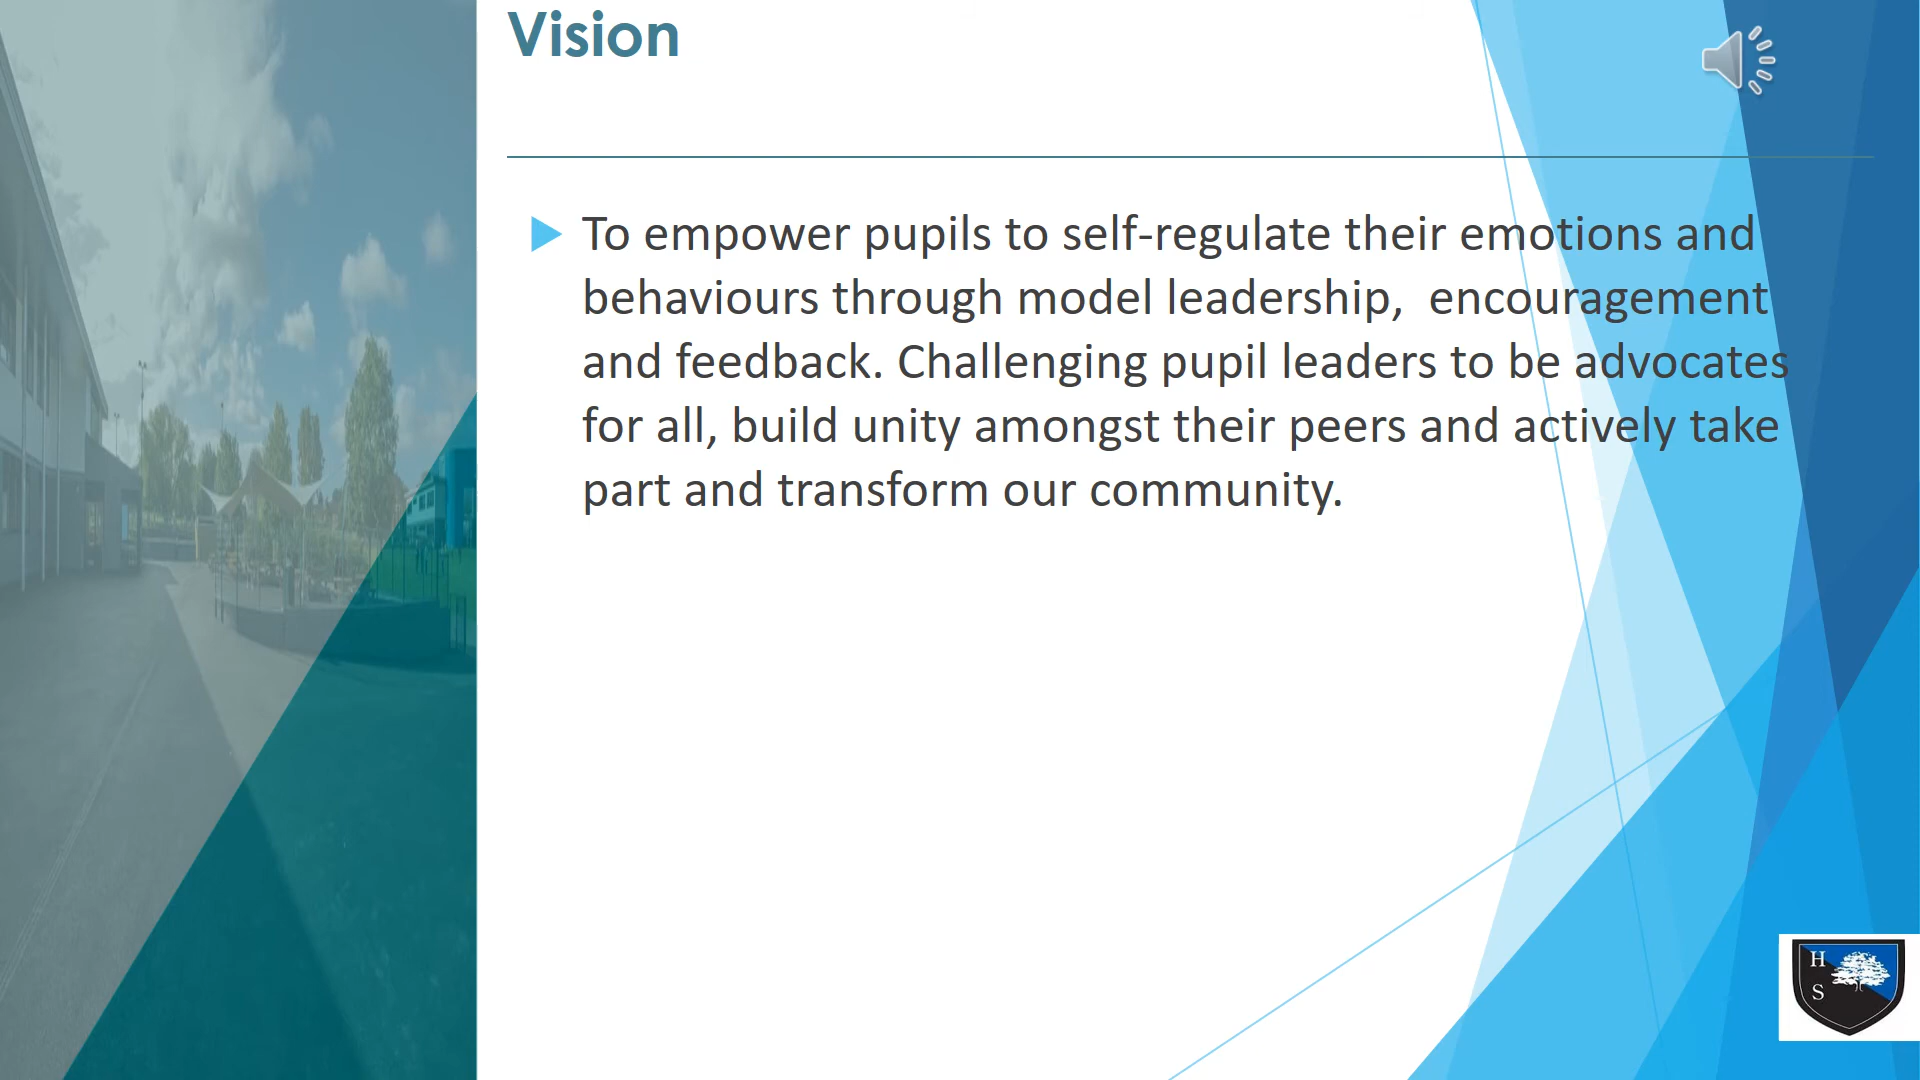 Vision
To empower pupils to self-regulate their emotions and
behaviours through model leadership,  encouragement
and feedback. Challenging pupil leaders to be advocates
for all, build unity amongst their peers and actively take
part and transform our community.
H
S